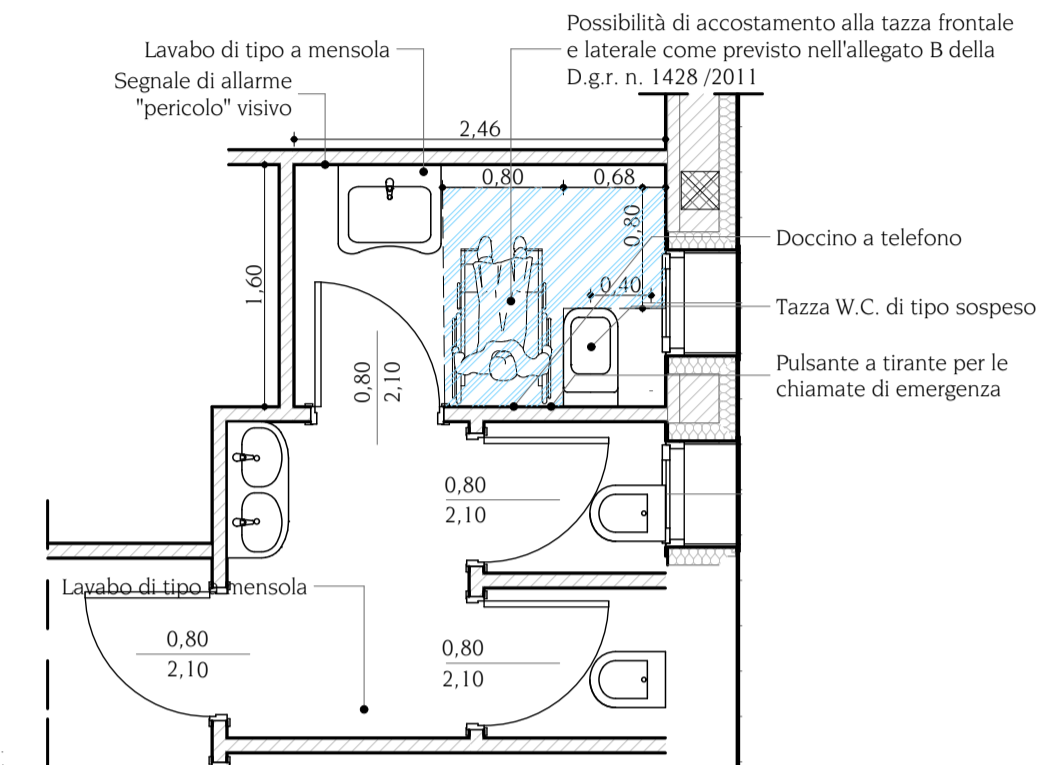 Possibilità di accostamento alla tazza frontale
e laterale come previsto nell'allegato B della
D.g.r. n. 1428 /2011
Lavabo di tipo a mensola
Segnale di allarme
"pericolo" visivo
2,46
0,80
0,68
0,80
0,40
1,60
Doccino a telefono
Tazza W.C. di tipo sospeso
Pulsante a tirante per le
chiamate di emergenza
0,80
2,10
0,80
2,10
Lavabo di tipo a mensola
0,80
2,10
0,80
2,10